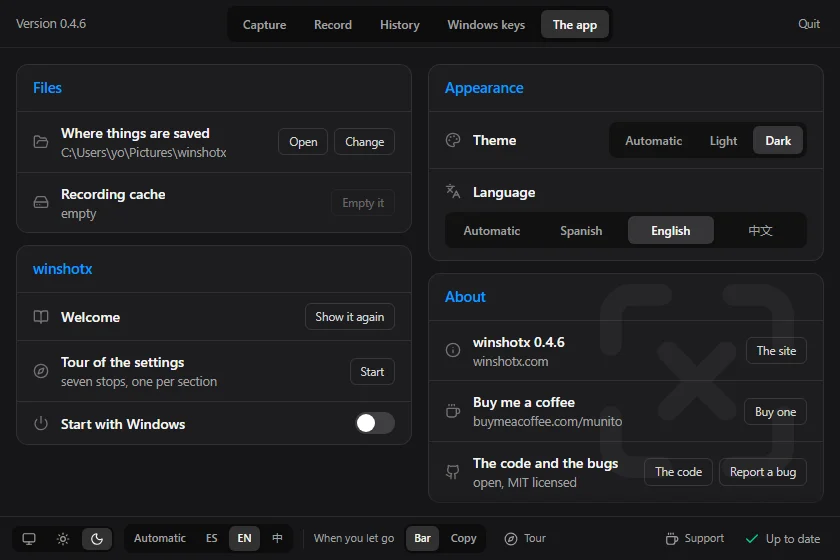 Version 0.4.6
Capture Record History Windows keys The app
Quit
Files
Where things are saved
C:\Users\yo\Pictures\winshotx
Open Change
Recording cache
empty
Empty it
winshotx
Welcome
Show it again
Tour of the settings
seven stops, one per section
Start
Start with Windows
Appearance
Theme
Automatic Light Dark
Language
Automatic Spanish English 中文
About
winshotx 0.4.6
winshotx.com
The site
Buy me a coffee
buymeacoffee.com/munito
Buy one
The code and the bugs
open, MIT licensed
The code Report a bug
Automatic ES EN 中 When you let go Bar Copy Tour Support Up to date